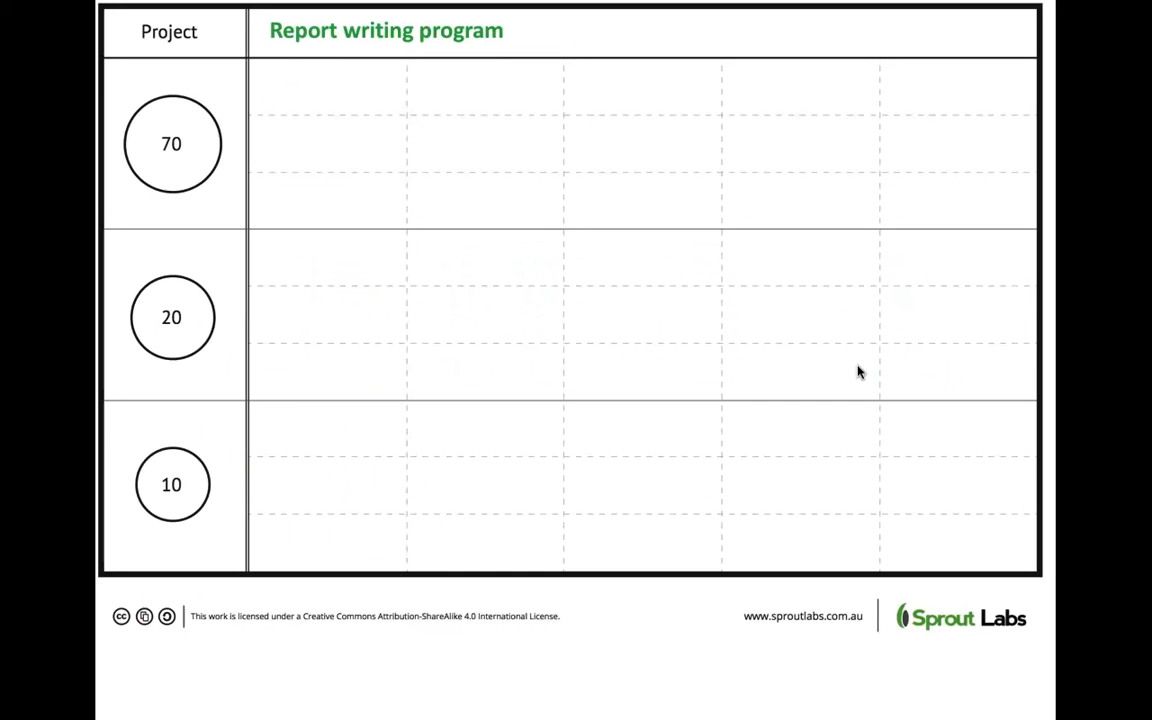 Project
Report writing program
70
20
10
cc
This work is licensed under a Creative Commons Attribution-ShareAlike 4.0 International License.
www.sproutlabs.com.au
Sprout Labs